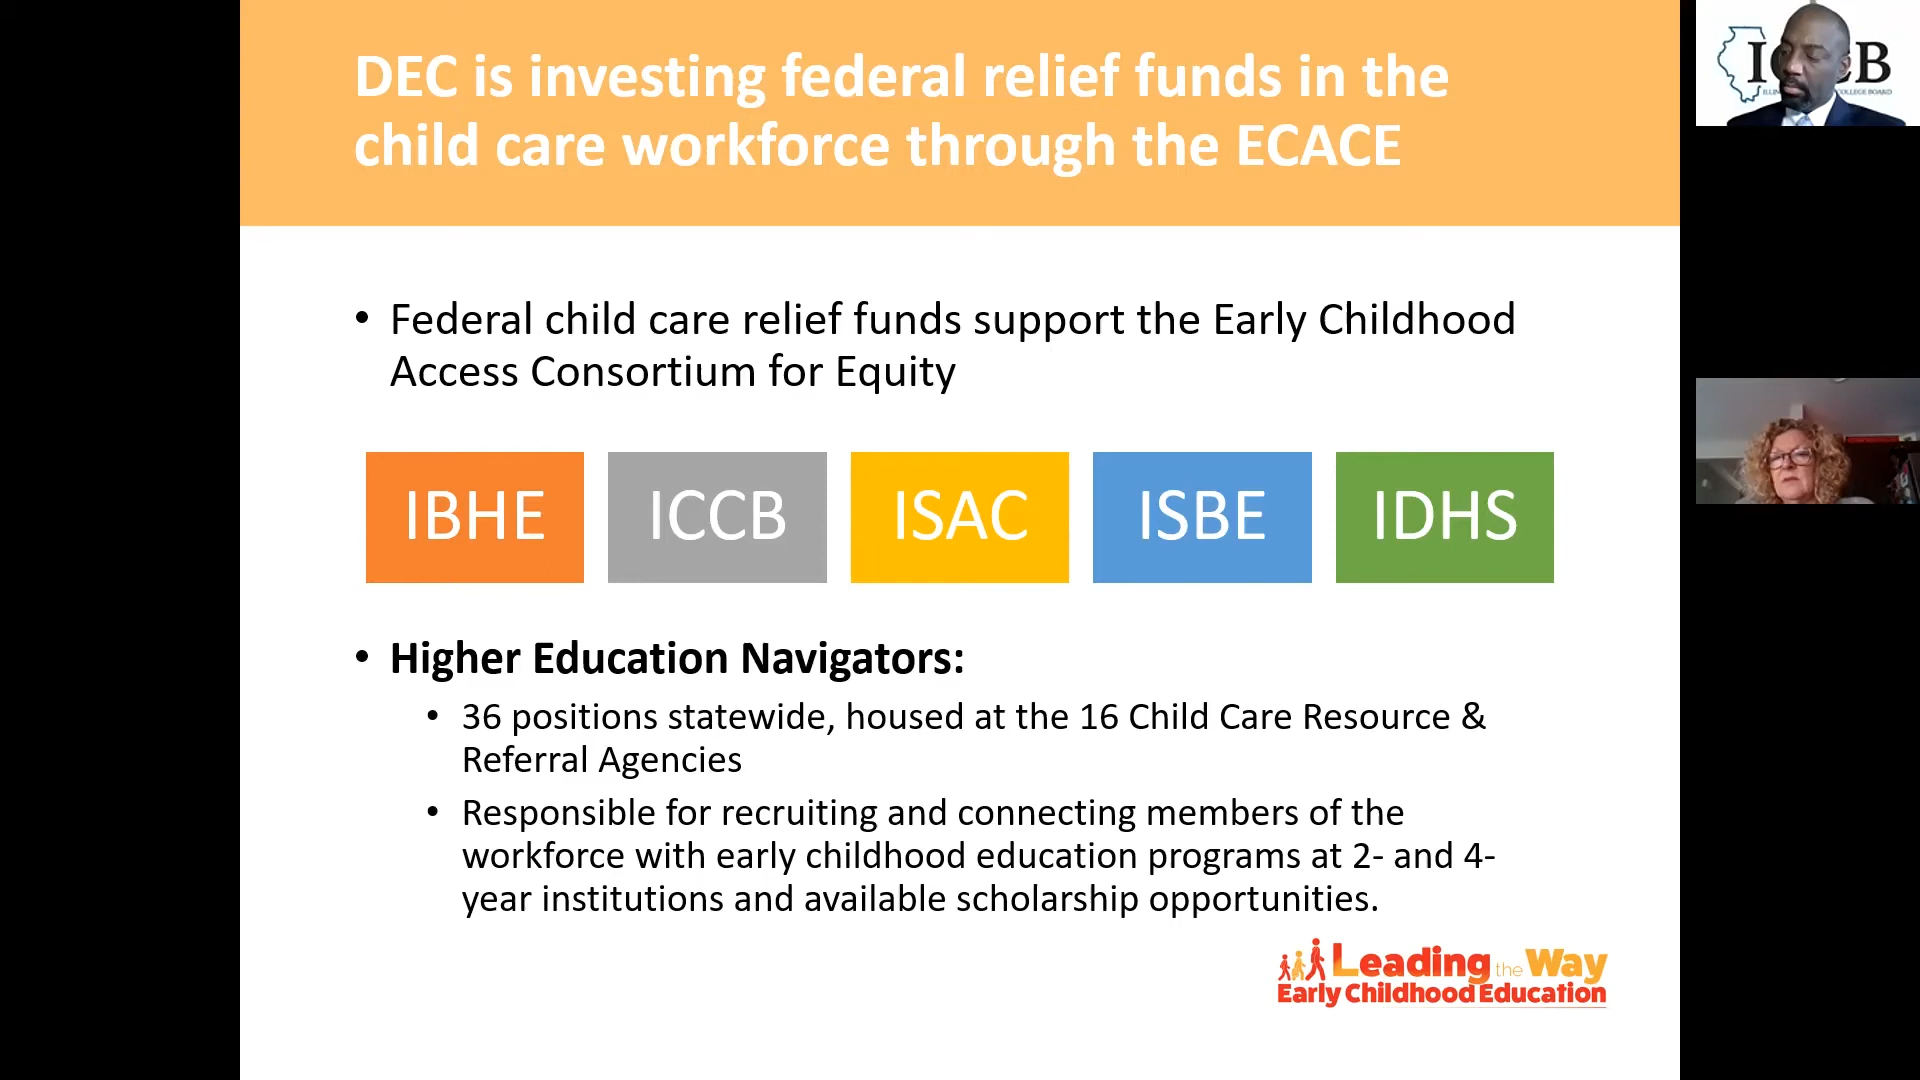 DEC is investing federal relief funds in the
child care workforce through the ECACE
• Federal child care relief funds support the Early Childhood
Access Consortium for Equity
IBHE
ICCB
ISAC
ISBE
IDHS
• Higher Education Navigators:
• 36 positions statewide, housed at the 16 Child Care Resource &
Referral Agencies
• Responsible for recruiting and connecting members of the
workforce with early childhood education programs at 2- and 4-
year institutions and available scholarship opportunities.
Leading the Way
Early Childhood Education
COLLEGE BOARD